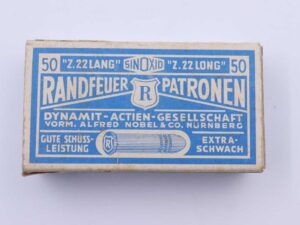 50 "Z.22 LANG" SINOXID "Z.22 LONG" 50
RANDFEUER R PATRONEN
DYNAMIT-ACTIEN-GESELLSCHAFT
VORM. ALFRED NOBEL & CO. NÜRNBERG
GUTE SCHUSS- EXTRA-
LEISTUNG SCHWACH